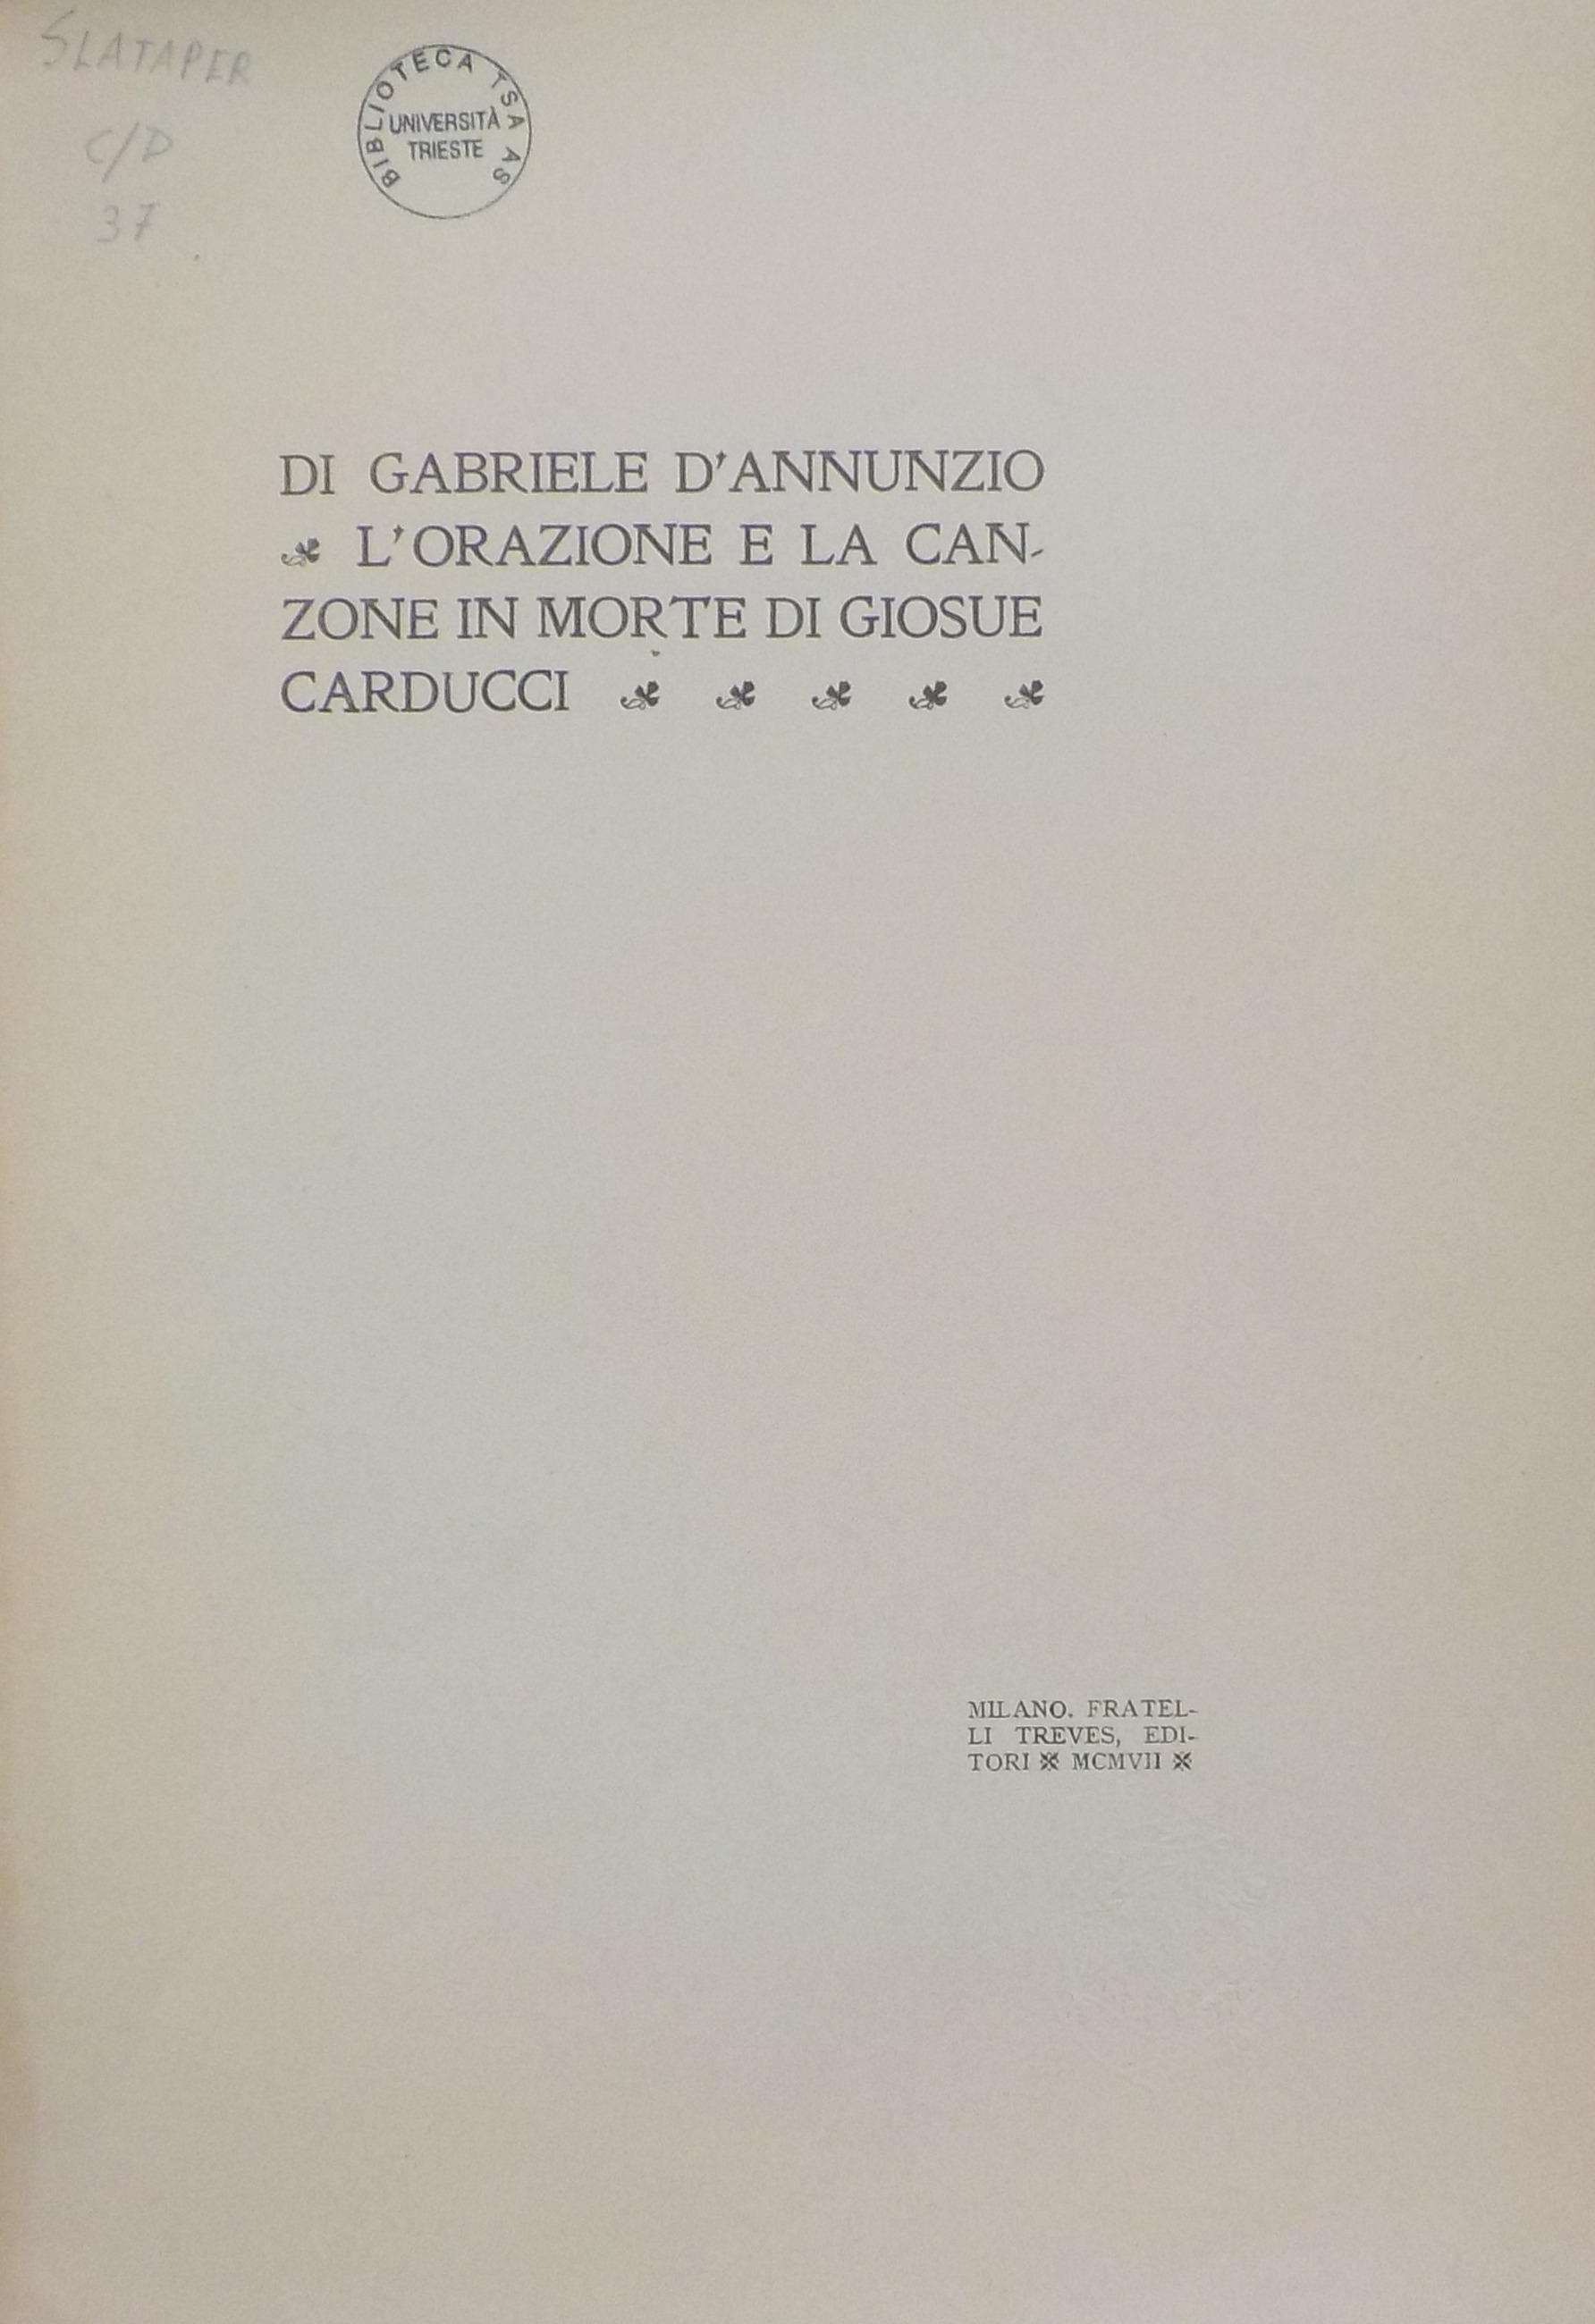 SLATAPER
C/D
37
BIBLIOTECA TSA AS
UNIVERSITÀ
TRIESTE
DI GABRIELE D'ANNUNZIO
L'ORAZIONE E LA CAN-
ZONE IN MORTE DI GIOSUE
CARDUCCI
MILANO. FRATEL-
LI TREVES, EDI-
TORI ※ MCMVII ※